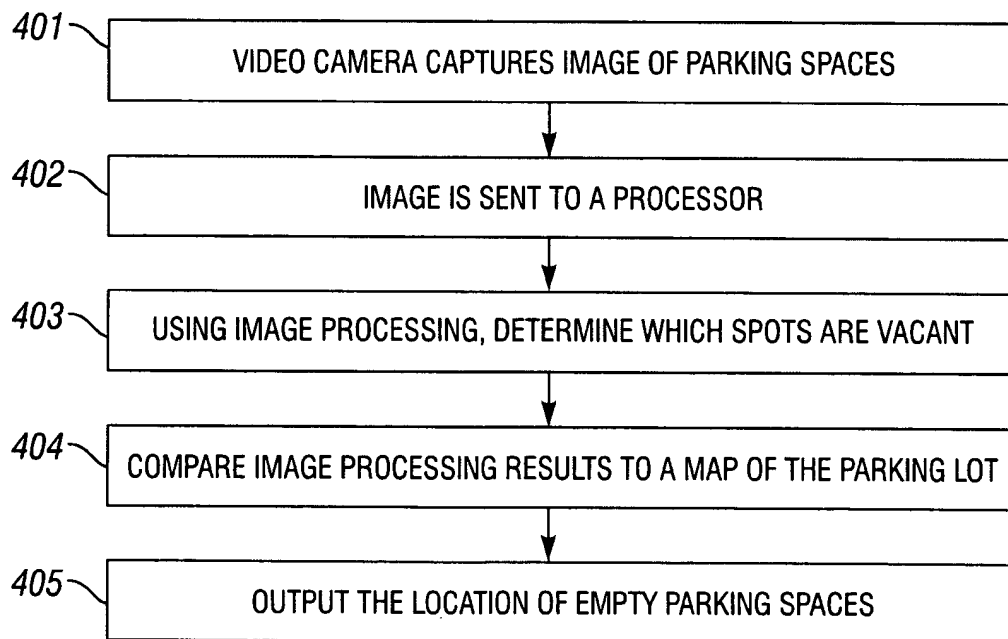 401
VIDEO CAMERA CAPTURES IMAGE OF PARKING SPACES
402
IMAGE IS SENT TO A PROCESSOR
403
USING IMAGE PROCESSING, DETERMINE WHICH SPOTS ARE VACANT
404
COMPARE IMAGE PROCESSING RESULTS TO A MAP OF THE PARKING LOT
405
OUTPUT THE LOCATION OF EMPTY PARKING SPACES